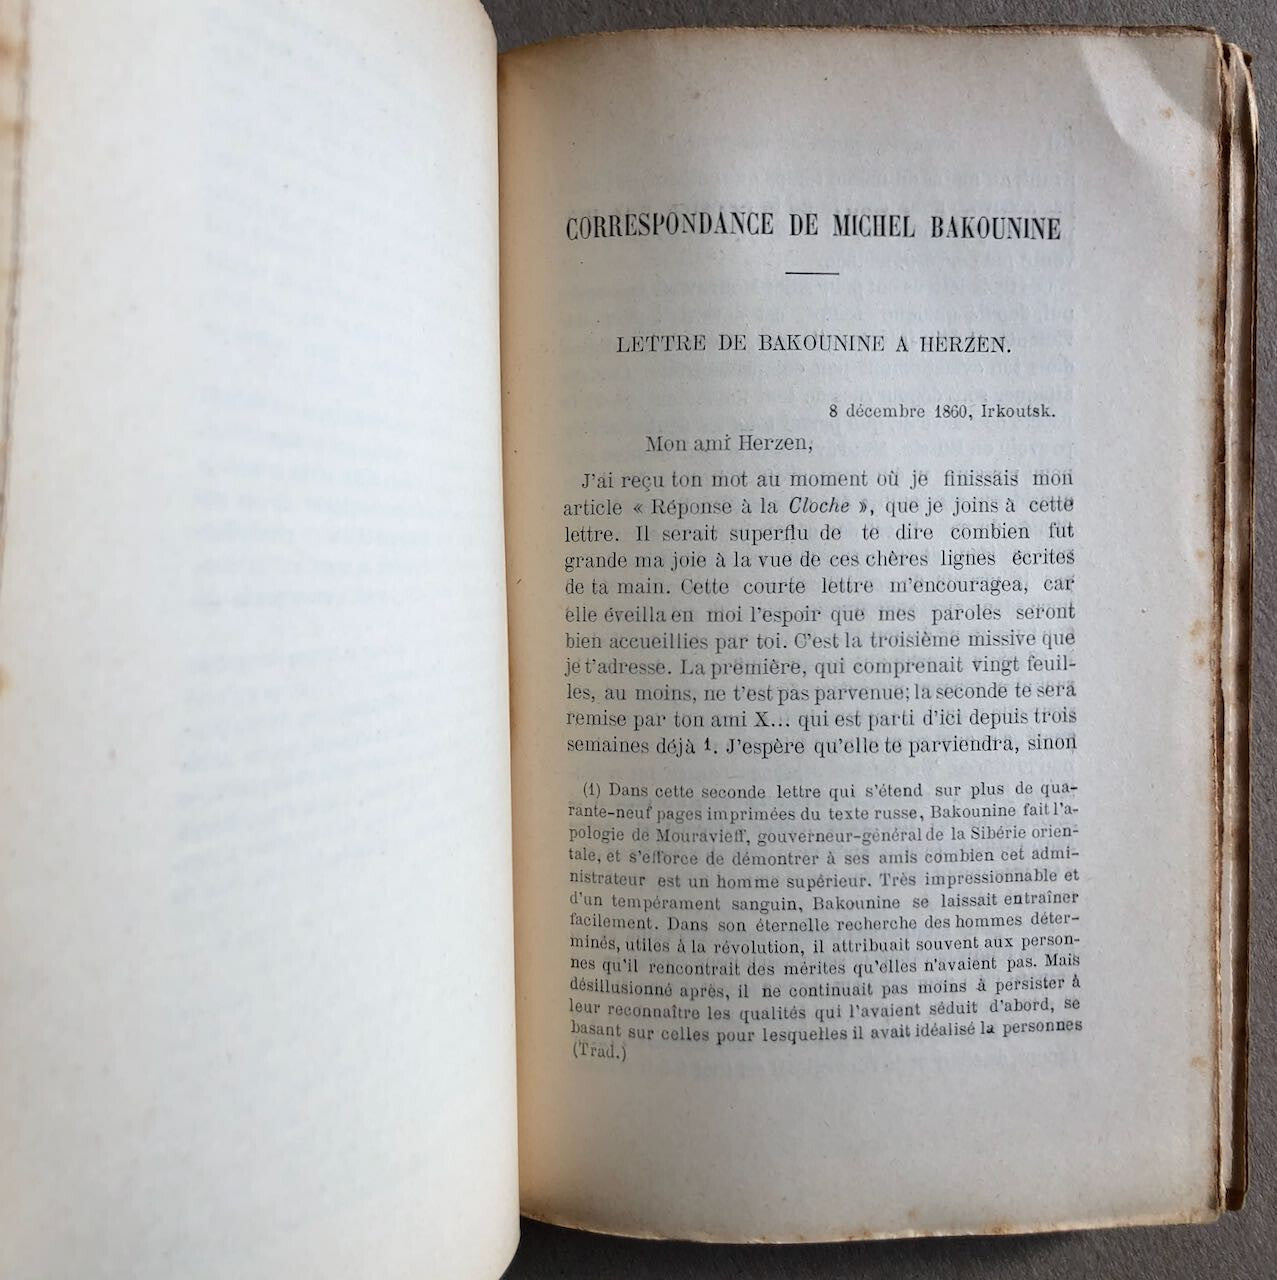 CORRESPONDANCE DE MICHEL BAKOUNINE
LETTRE DE BAKOUNINE A HERZEN.
8 décembre 1860, Irkoutsk.
Mon ami Herzen,
J'ai reçu ton mot au moment où je finissais mon
article « Réponse à la Cloche », que je joins à cette
lettre. Il serait superflu de te dire combien fut
grande ma joie à la vue de ces chères lignes écrites
de ta main. Cette courte lettre m'encouragea, car
elle éveilla en moi l'espoir que mes paroles seront
bien accueillies par toi. C'est la troisième missive que
je t'adresse. La première, qui comprenait vingt feuil-
les, au moins, ne t'est pas parvenue; la seconde te sera
remise par ton ami X... qui est parti d'ici depuis trois
semaines déjà 1. J'espère qu'elle te parviendra, sinon
(1) Dans cette seconde lettre qui s'étend sur plus de qua-
rante-neuf pages imprimées du texte russe, Bakounine fait l'a-
pologie de Mouravieff, gouverneur-général de la Sibérie orien-
tale, et s'efforce de démontrer à ses amis combien cet admi-
nistrateur est un homme supérieur. Très impressionnable et
d'un tempérament sanguin, Bakounine se laissait entraîner
facilement. Dans son éternelle recherche des hommes déter-
minés, utiles à la révolution, il attribuait souvent aux person-
nes qu'il rencontrait des mérites qu'elles n'avaient pas. Mais
désillusionné après, il ne continuait pas moins à persister à
leur reconnaître les qualités qui l'avaient séduit d'abord, se
basant sur celles pour lesquelles il avait idéalisé la personnes
(Trad.)